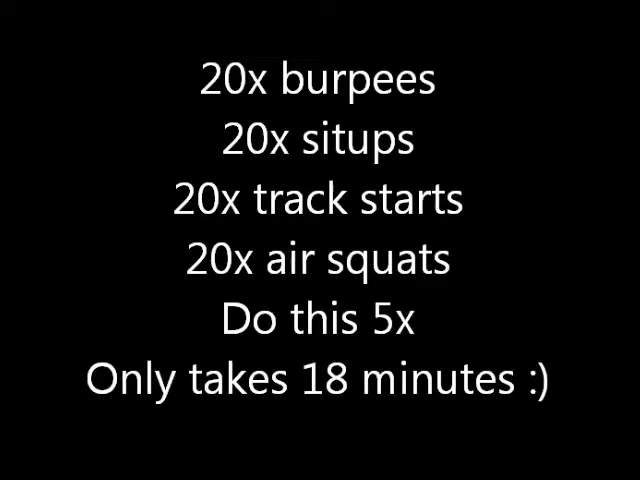 20x burpees
20x situps
20x track starts
20x air squats
Do this 5x
Only takes 18 minutes :)